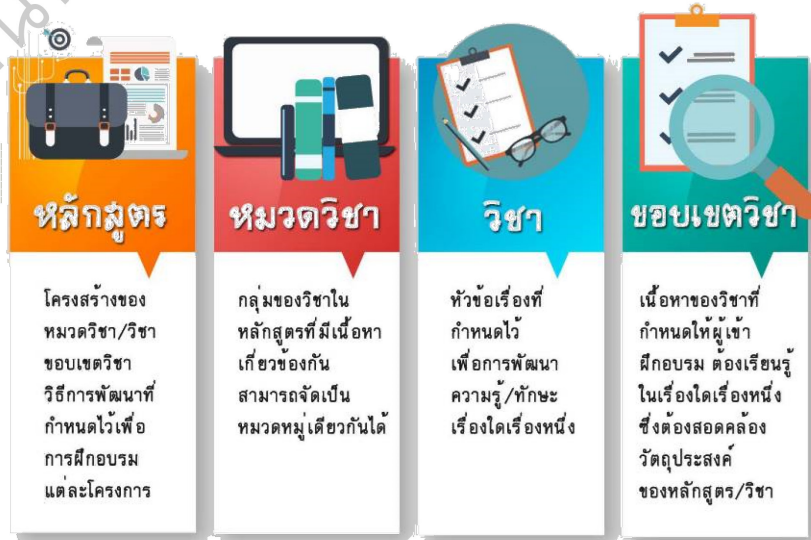 หลักสูตร
โครงสร้างของ
หมวดวิชา/วิชา
ขอบเขตวิชา
วิธีการพัฒนาที่
กำหนดไว้เพื่อ
การฝึกอบรม
แต่ละโครงการ
หมวดวิชา
กลุ่มของวิชาใน
หลักสูตรที่มีเนื้อหา
เกี่ยวข้องกัน
สามารถจัดเป็น
หมวดหมู่เดียวกันได้
วิชา
หัวข้อเรื่องที่
กำหนดไว้
เพื่อการพัฒนา
ความรู้/ทักษะ
เรื่องใดเรื่องหนึ่ง
ขอบเขตวิชา
เนื้อหาของวิชาที่
กำหนดให้ผู้เข้า
ฝึกอบรม ต้องเรียนรู้
ในเรื่องใดเรื่องหนึ่ง
ซึ่งต้องสอดคล้อง
วัตถุประสงค์
ของหลักสูตร/วิชา